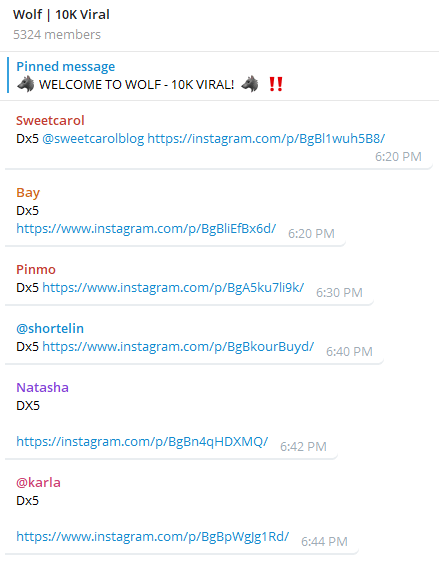 Wolf | 10K Viral
5324 members
Pinned message
🐺 WELCOME TO WOLF - 10K VIRAL! 🐺 ‼️
Sweetcarol
Dx5 @sweetcarolblog https://instagram.com/p/BgBl1wuh5B8/
6:20 PM
Bay
Dx5
https://www.instagram.com/p/BgBliEfBx6d/ 6:20 PM
Pinmo
Dx5 https://www.instagram.com/p/BgA5ku7li9k/ 6:30 PM
@shortelin
Dx5 https://www.instagram.com/p/BgBkourBuyd/ 6:40 PM
Natasha
DX5
https://instagram.com/p/BgBn4qHDXMQ/ 6:42 PM
@karla
Dx5
https://www.instagram.com/p/BgBpWgJg1Rd/ 6:44 PM